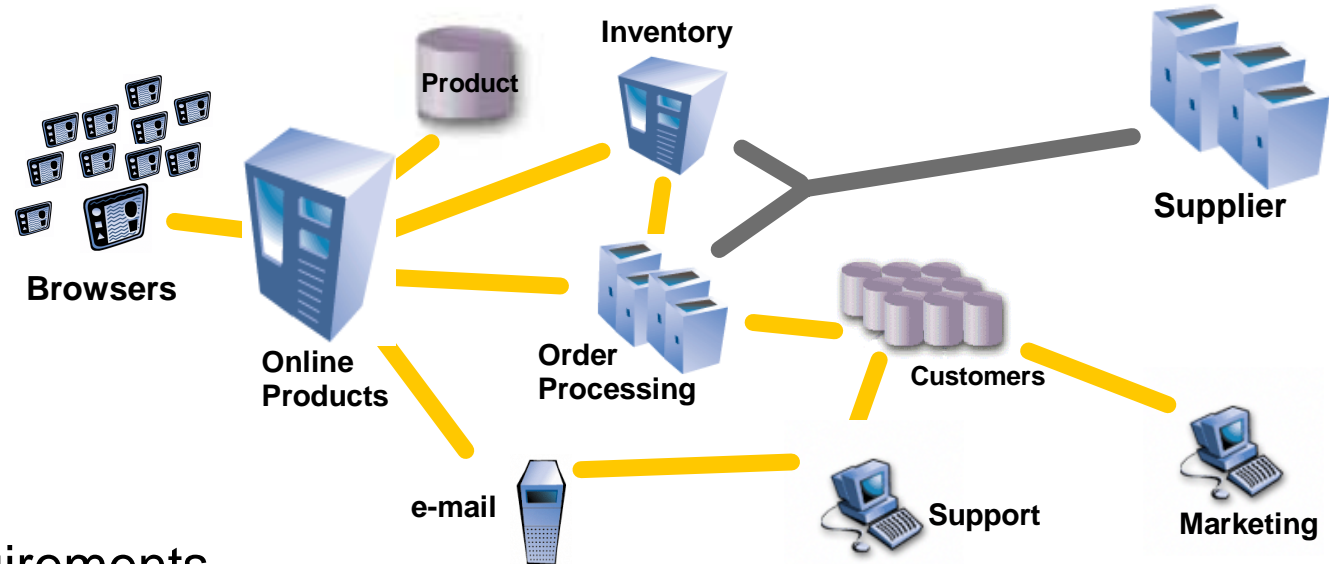 Inventory
Product
Supplier
Browsers
Online
Products
Order
Processing
Customers
e-mail
Support
Marketing